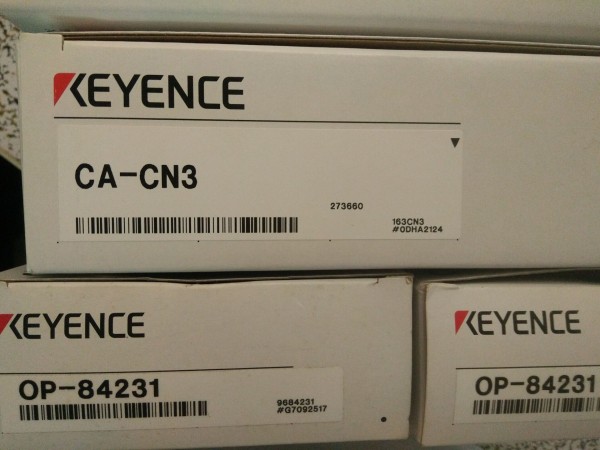 KEYENCE
CA-CN3
273660
163CN3
#0DHA2124
KEYENCE
OP-84231
9684231
#G7092517
KEYENCE
OP-84231